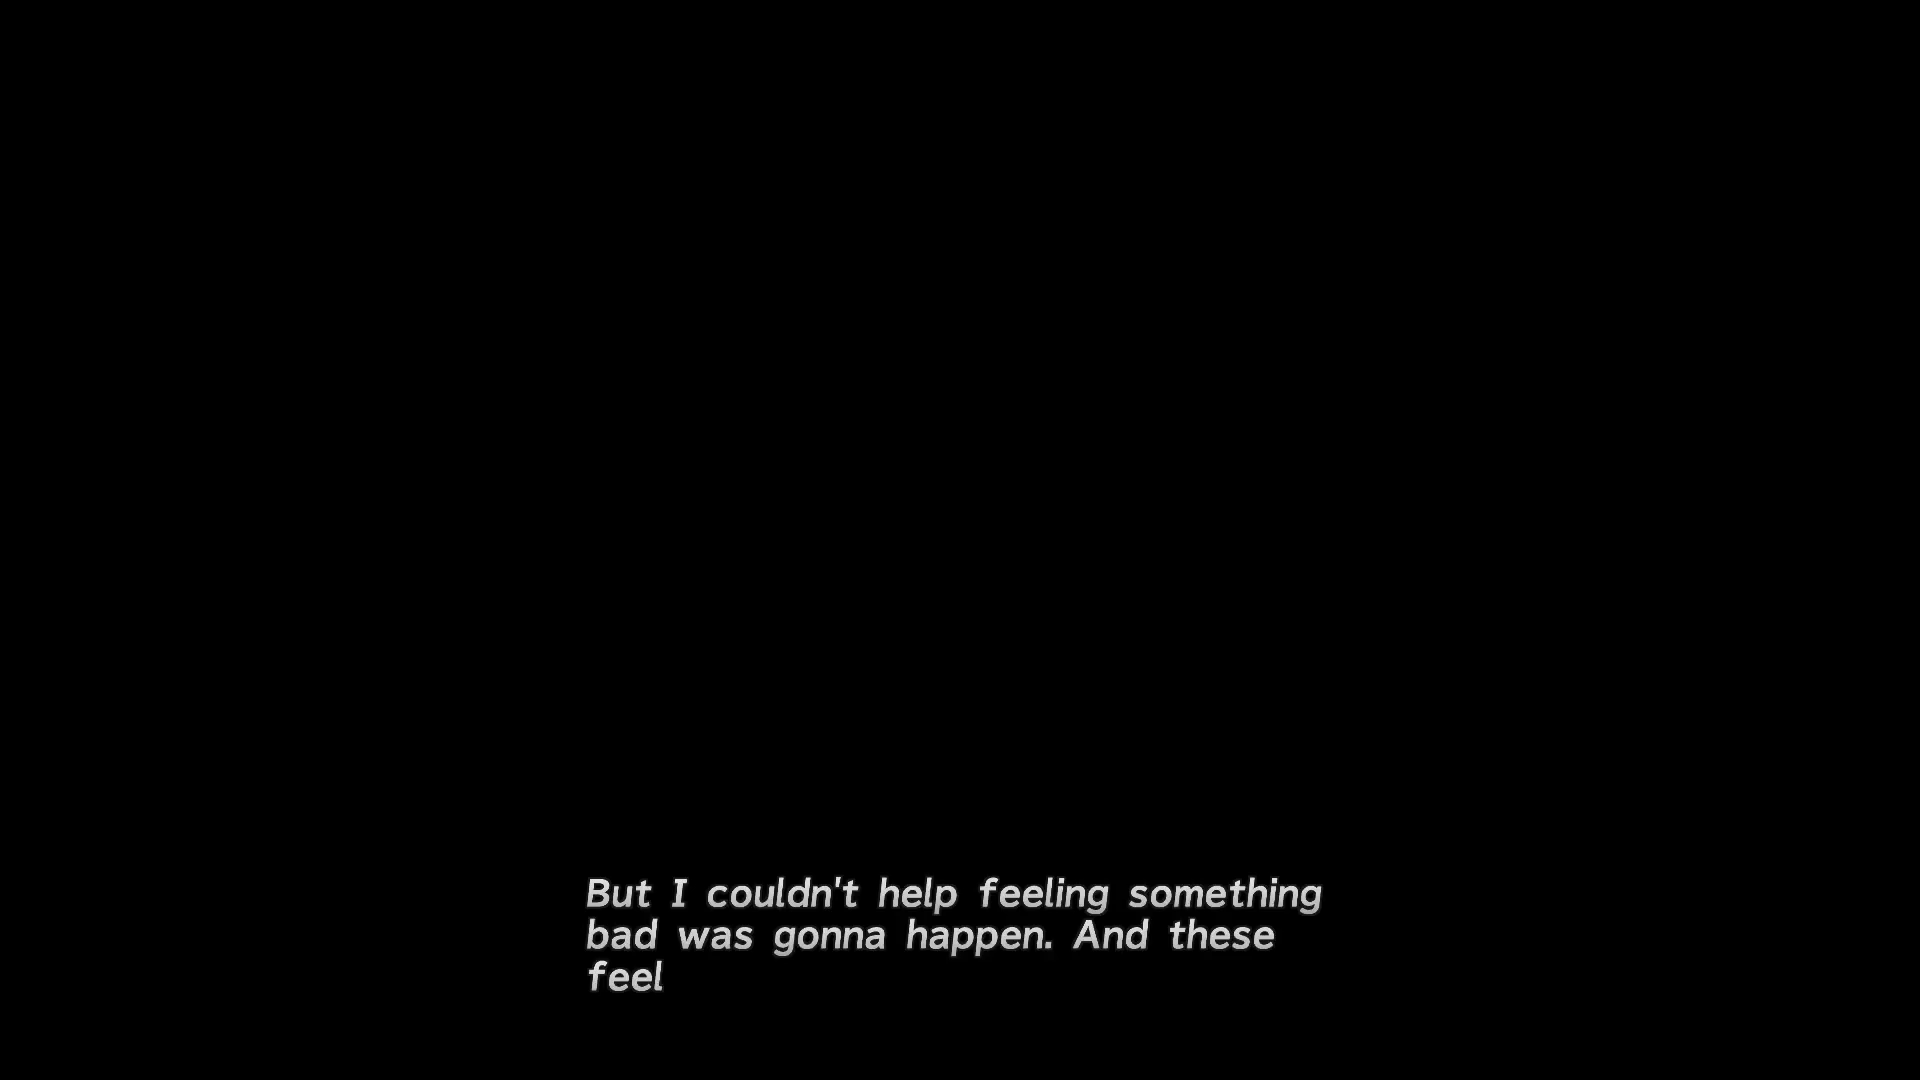 But I couldn't help feeling something
bad was gonna happen. And these
feel